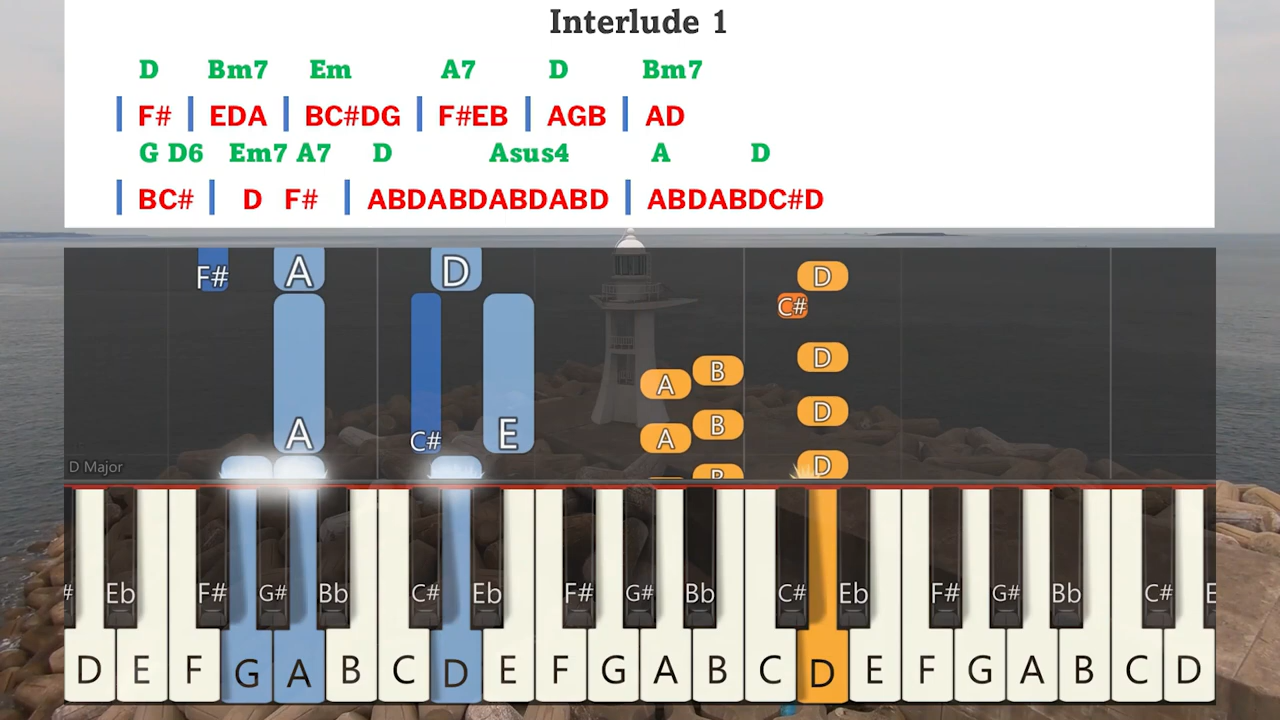 Interlude 1
D Bm7 Em A7 D Bm7
| F# | EDA | BC#DG | F#EB | AGB | AD
G D6 Em7 A7 D Asus4 A D
| BC# | D F# | ABDABDABDABD | ABDABDC#D
F# A D D
C#
D
A B
D
A B
A C# E
D Major
D
# Eb F# G# Bb C# Eb F# G# Bb C# Eb F# G# Bb C#
D E F G A B C D E F G A B C D E F G A B C D